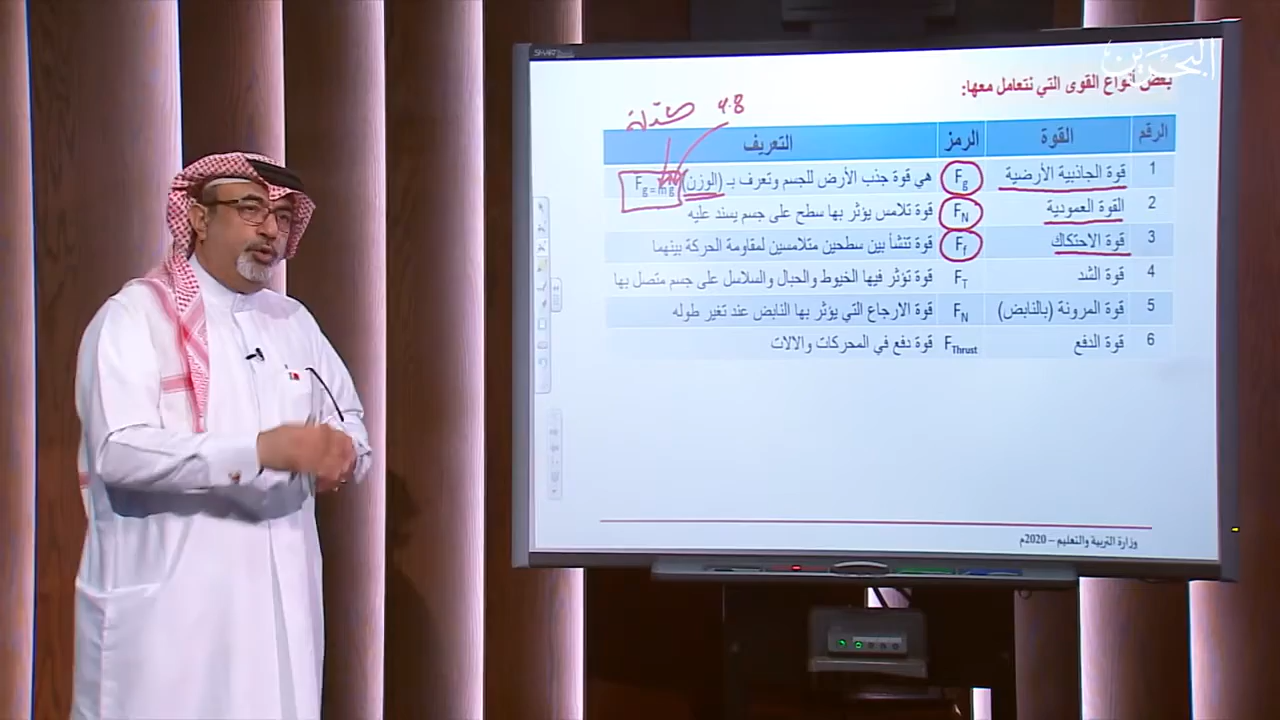 البحرين
SMART
بعض أنواع القوى التي نتعامل معها:
9.8
كتلة
الرقم القوة الرمز التعريف
1 قوة الجاذبية الأرضية Fg هي قوة جذب الأرض للجسم وتعرف بـ (الوزن) Fg=mg
2 القوة العمودية FN قوة تلامس يؤثر بها سطح على جسم يسند عليه
3 قوة الاحتكاك Ff قوة تنشأ بين سطحين متلامسين لمقاومة الحركة بينهما
4 قوة الشد FT قوة تؤثر فيها الخيوط والحبال والسلاسل على جسم متصل بها
5 قوة المرونة (بالنابض) FN قوة الارجاع التي يؤثر بها النابض عند تغير طوله
6 قوة الدفع FThrust قوة دفع في المحركات والالات
وزارة التربية والتعليم – 2020م